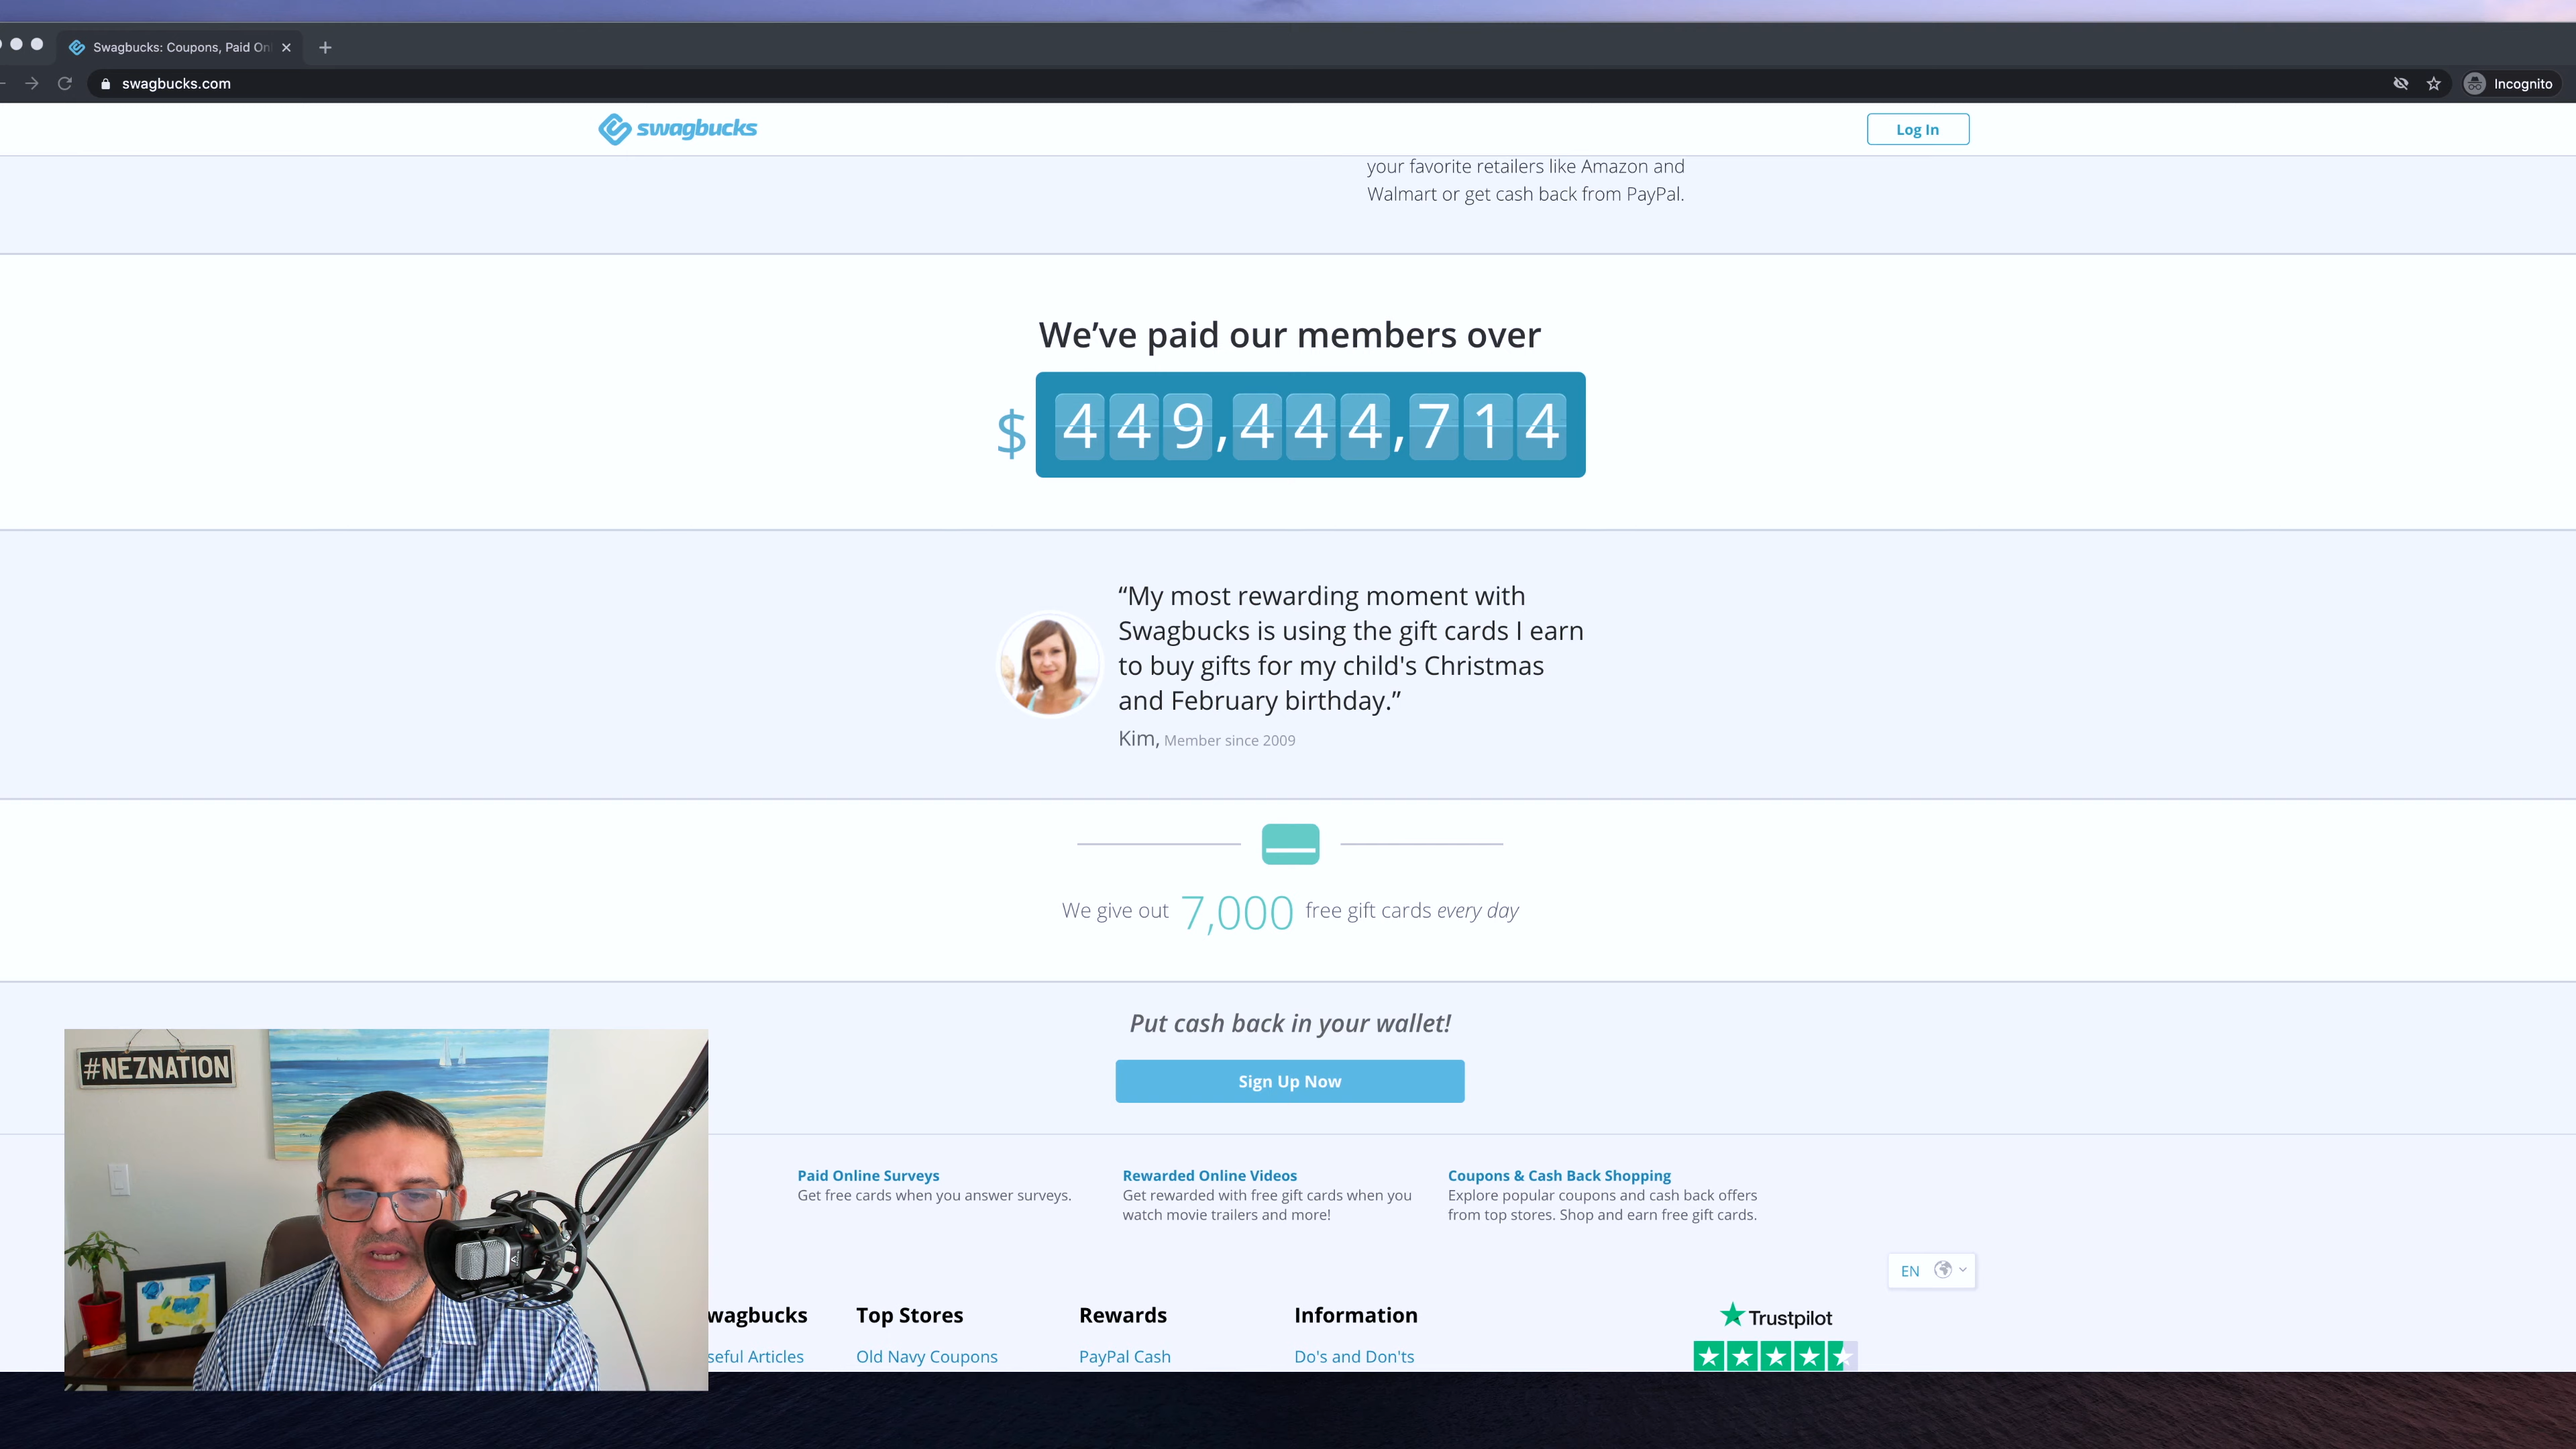 Swagbucks: Coupons, Paid On
swagbucks.com
Incognito
swagbucks
Log In
your favorite retailers like Amazon and
Walmart or get cash back from PayPal.
We’ve paid our members over
$ 449,444,714
“My most rewarding moment with
Swagbucks is using the gift cards I earn
to buy gifts for my child's Christmas
and February birthday.”
Kim, Member since 2009
We give out 7,000 free gift cards every day
Put cash back in your wallet!
Sign Up Now
#NEZNATION
Paid Online Surveys
Get free cards when you answer surveys.
Rewarded Online Videos
Get rewarded with free gift cards when you
watch movie trailers and more!
Coupons & Cash Back Shopping
Explore popular coupons and cash back offers
from top stores. Shop and earn free gift cards.
EN
wagbucks
seful Articles
Top Stores
Old Navy Coupons
Rewards
PayPal Cash
Information
Do's and Don'ts
Trustpilot